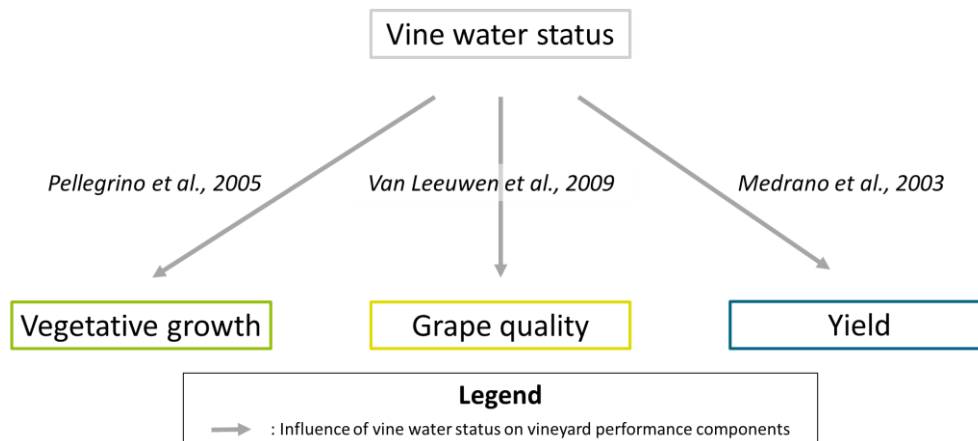 Vine water status
Pellegrino et al., 2005
Van Leeuwen et al., 2009
Medrano et al., 2003
Vegetative growth
Grape quality
Yield
Legend
: Influence of vine water status on vineyard performance components